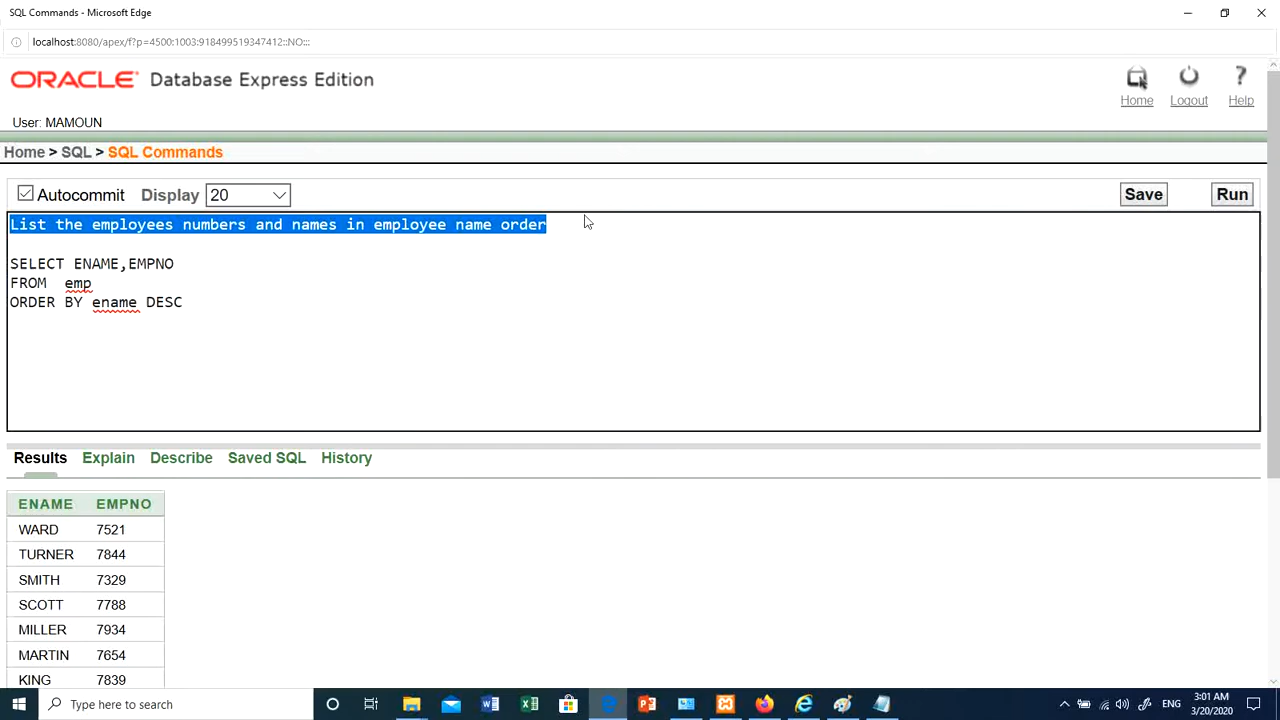 SQL Commands - Microsoft Edge
localhost:8080/apex/f?p=4500:1003:918499519347412::NO:::
ORACLE Database Express Edition
Home Logout Help
User: MAMOUN
Home > SQL > SQL Commands
Autocommit Display 20 Save Run
List the employees numbers and names in employee name order
SELECT ENAME,EMPNO
FROM emp
ORDER BY ename DESC
Results Explain Describe Saved SQL History
ENAME EMPNO
WARD 7521
TURNER 7844
SMITH 7329
SCOTT 7788
MILLER 7934
MARTIN 7654
KING 7839
Type here to search
ENG
3:01 AM
3/20/2020